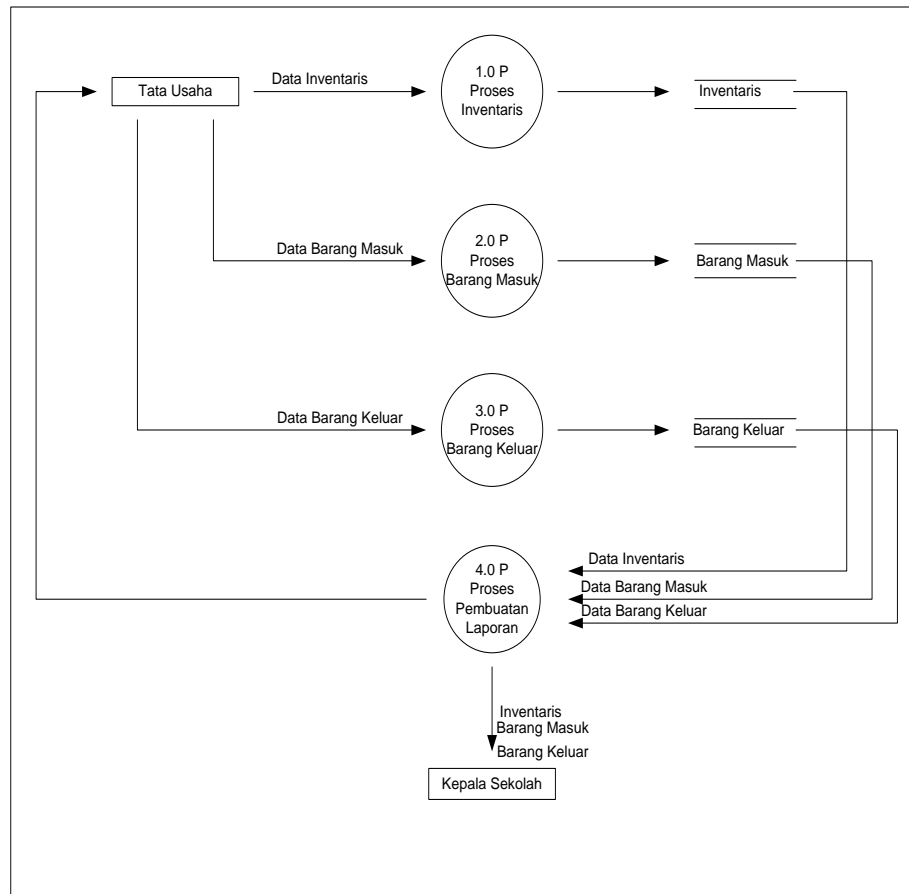 Tata Usaha
Data Inventaris
1.0 P
Proses
Inventaris
Inventaris
Data Barang Masuk
2.0 P
Proses
Barang Masuk
Barang Masuk
Data Barang Keluar
3.0 P
Proses
Barang Keluar
Barang Keluar
4.0 P
Proses
Pembuatan
Laporan
Data Inventaris
Data Barang Masuk
Data Barang Keluar
Inventaris
Barang Masuk
Barang Keluar
Kepala Sekolah